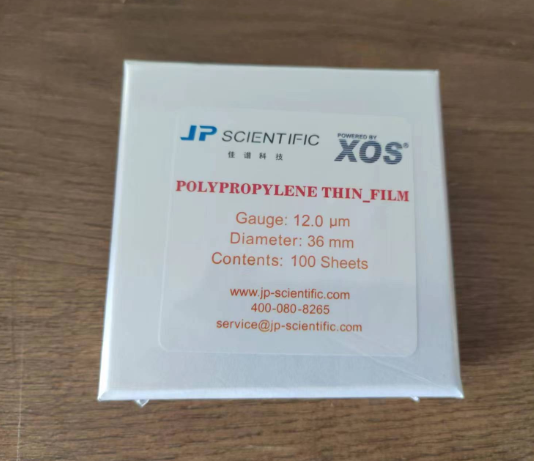 JP SCIENTIFIC
佳谱科技
POWERED BY
XOS®
POLYPROPYLENE THIN_FILM
Gauge: 12.0 µm
Diameter: 36 mm
Contents: 100 Sheets
www.jp-scientific.com
400-080-8265
service@jp-scientific.com